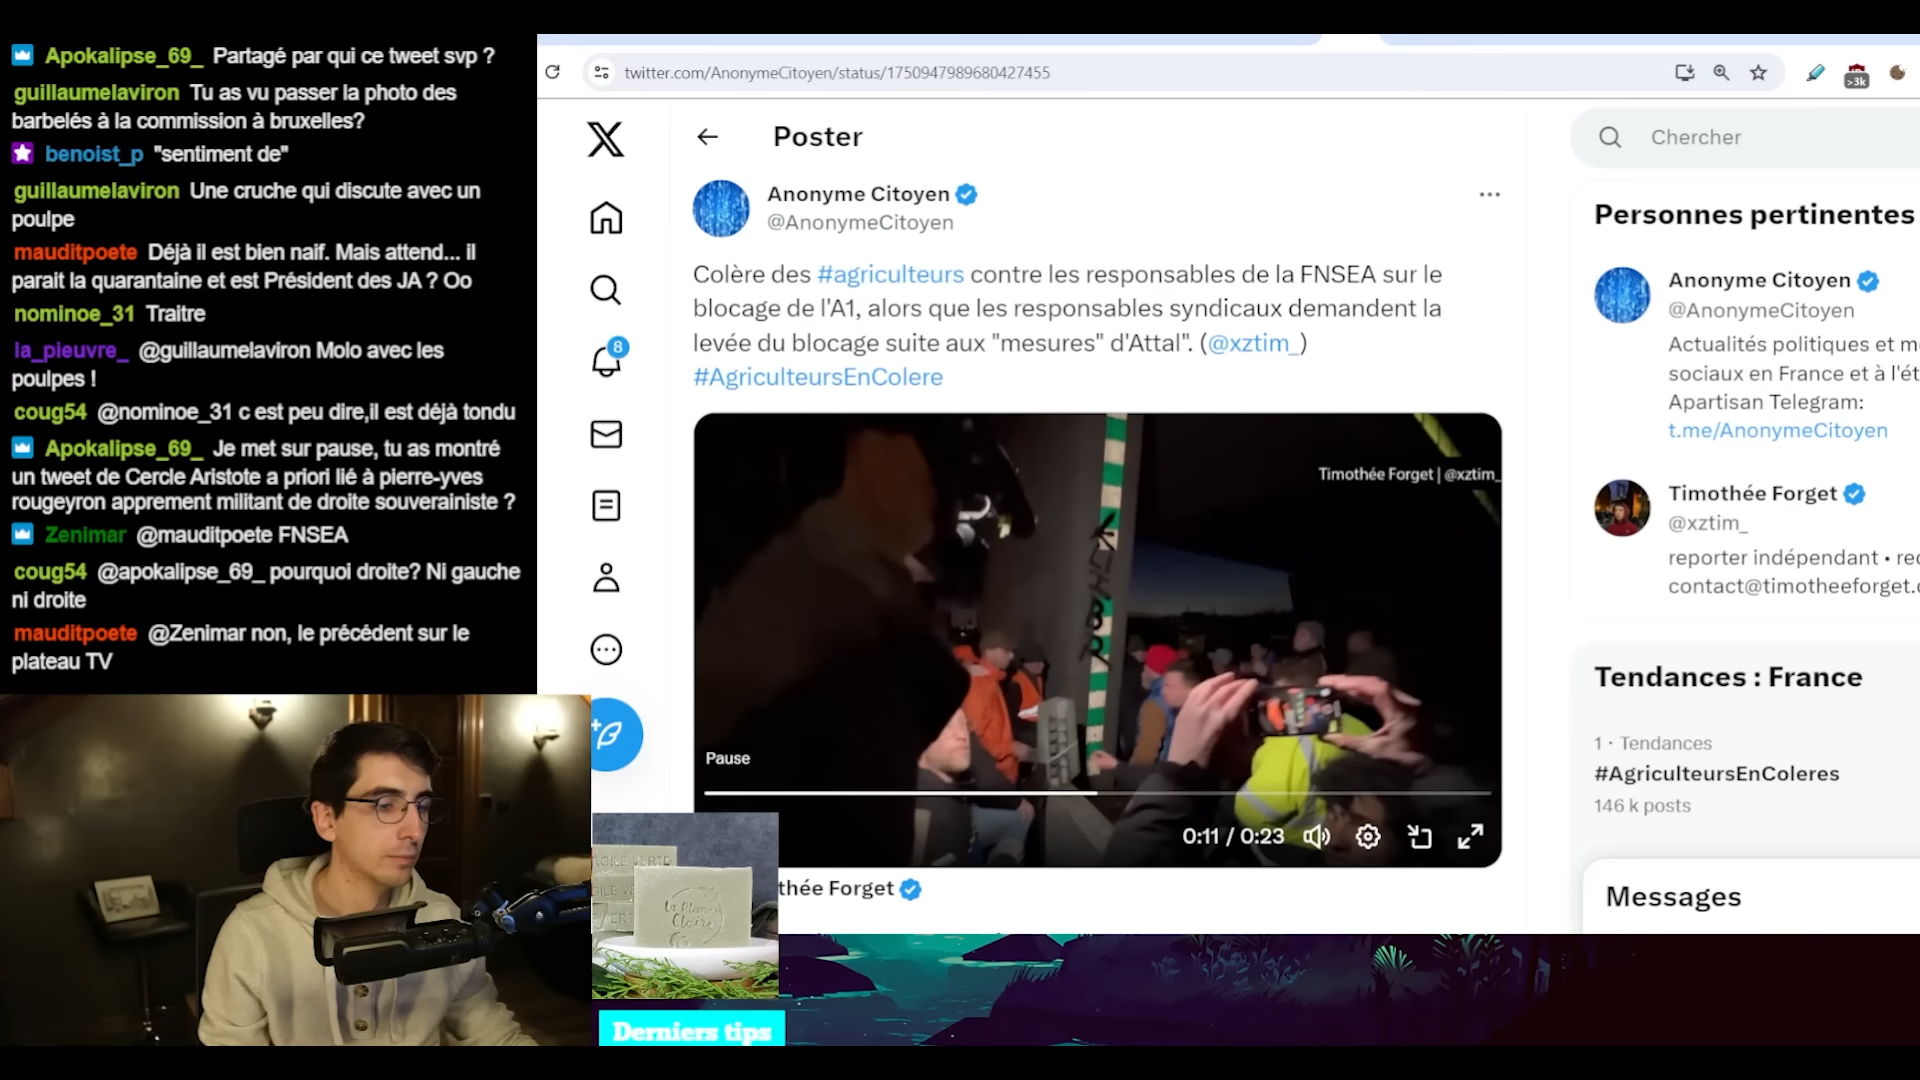 Apokalipse_69_ Partagé par qui ce tweet svp ?
guillaumelaviron Tu as vu passer la photo des
barbelés à la commission à bruxelles?
benoist_p "sentiment de"
guillaumelaviron Une cruche qui discute avec un
poulpe
mauditpoete Déjà il est bien naif. Mais attend... il
parait la quarantaine et est Président des JA ? Oo
nominoe_31 Traitre
la_pieuvre_ @guillaumelaviron Molo avec les
poulpes !
coug54 @nominoe_31 c est peu dire,il est déjà tondu
Apokalipse_69_ Je met sur pause, tu as montré
un tweet de Cercle Aristote a priori lié à pierre-yves
rougeyron apprement militant de droite souverainiste ?
Zenimar @mauditpoete FNSEA
coug54 @apokalipse_69_ pourquoi droite? Ni gauche
ni droite
mauditpoete @Zenimar non, le précédent sur le
plateau TV
twitter.com/AnonymeCitoyen/status/1750947989680427455
>3k
Poster
Anonyme Citoyen
@AnonymeCitoyen
Colère des #agriculteurs contre les responsables de la FNSEA sur le
blocage de l'A1, alors que les responsables syndicaux demandent la
levée du blocage suite aux "mesures" d'Attal". (@xztim_)
#AgriculteursEnColere
8
Timothée Forget | @xztim_
Pause
0:11 / 0:23
thée Forget
Chercher
Personnes pertinentes
Anonyme Citoyen
@AnonymeCitoyen
Actualités politiques et m
sociaux en France et à l'ét
Apartisan Telegram:
t.me/AnonymeCitoyen
Timothée Forget
@xztim_
reporter indépendant • rec
contact@timotheeforget.c
Tendances : France
1 · Tendances
#AgriculteursEnColeres
146 k posts
Messages
La Planète
Claire
Derniers tips